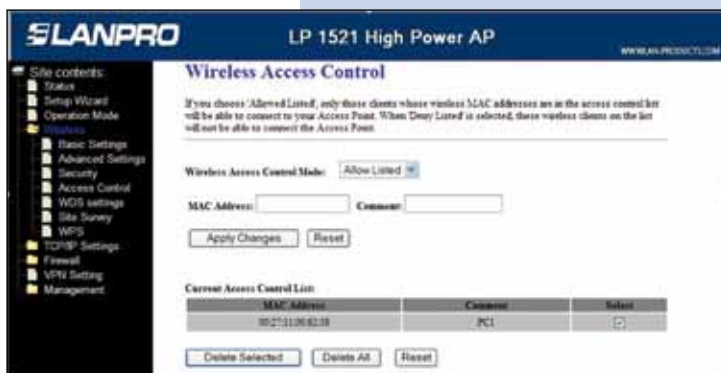 LANPRO
LP 1521 High Power AP
Site contents:
Status
Setup Wizard
Operation Mode
Wireless
Basic Settings
Advanced Settings
Security
Access Control
WDS settings
Site Survey
WPS
TCP/IP Settings
Firewall
VPN Setting
Management
Wireless Access Control
If you choose 'Allowed Listed', only those clients whose wireless MAC addresses are in the access control list
will be able to connect to your Access Point. When 'Deny Listed' is selected, these wireless clients on the list
will not be able to connect the Access Point.
Wireless Access Control Mode: Allow Listed
MAC Address: Comment:
Apply Changes Reset
Current Access Control List:
MAC Address Comment Select
PC1
Delete Selected Delete All Reset